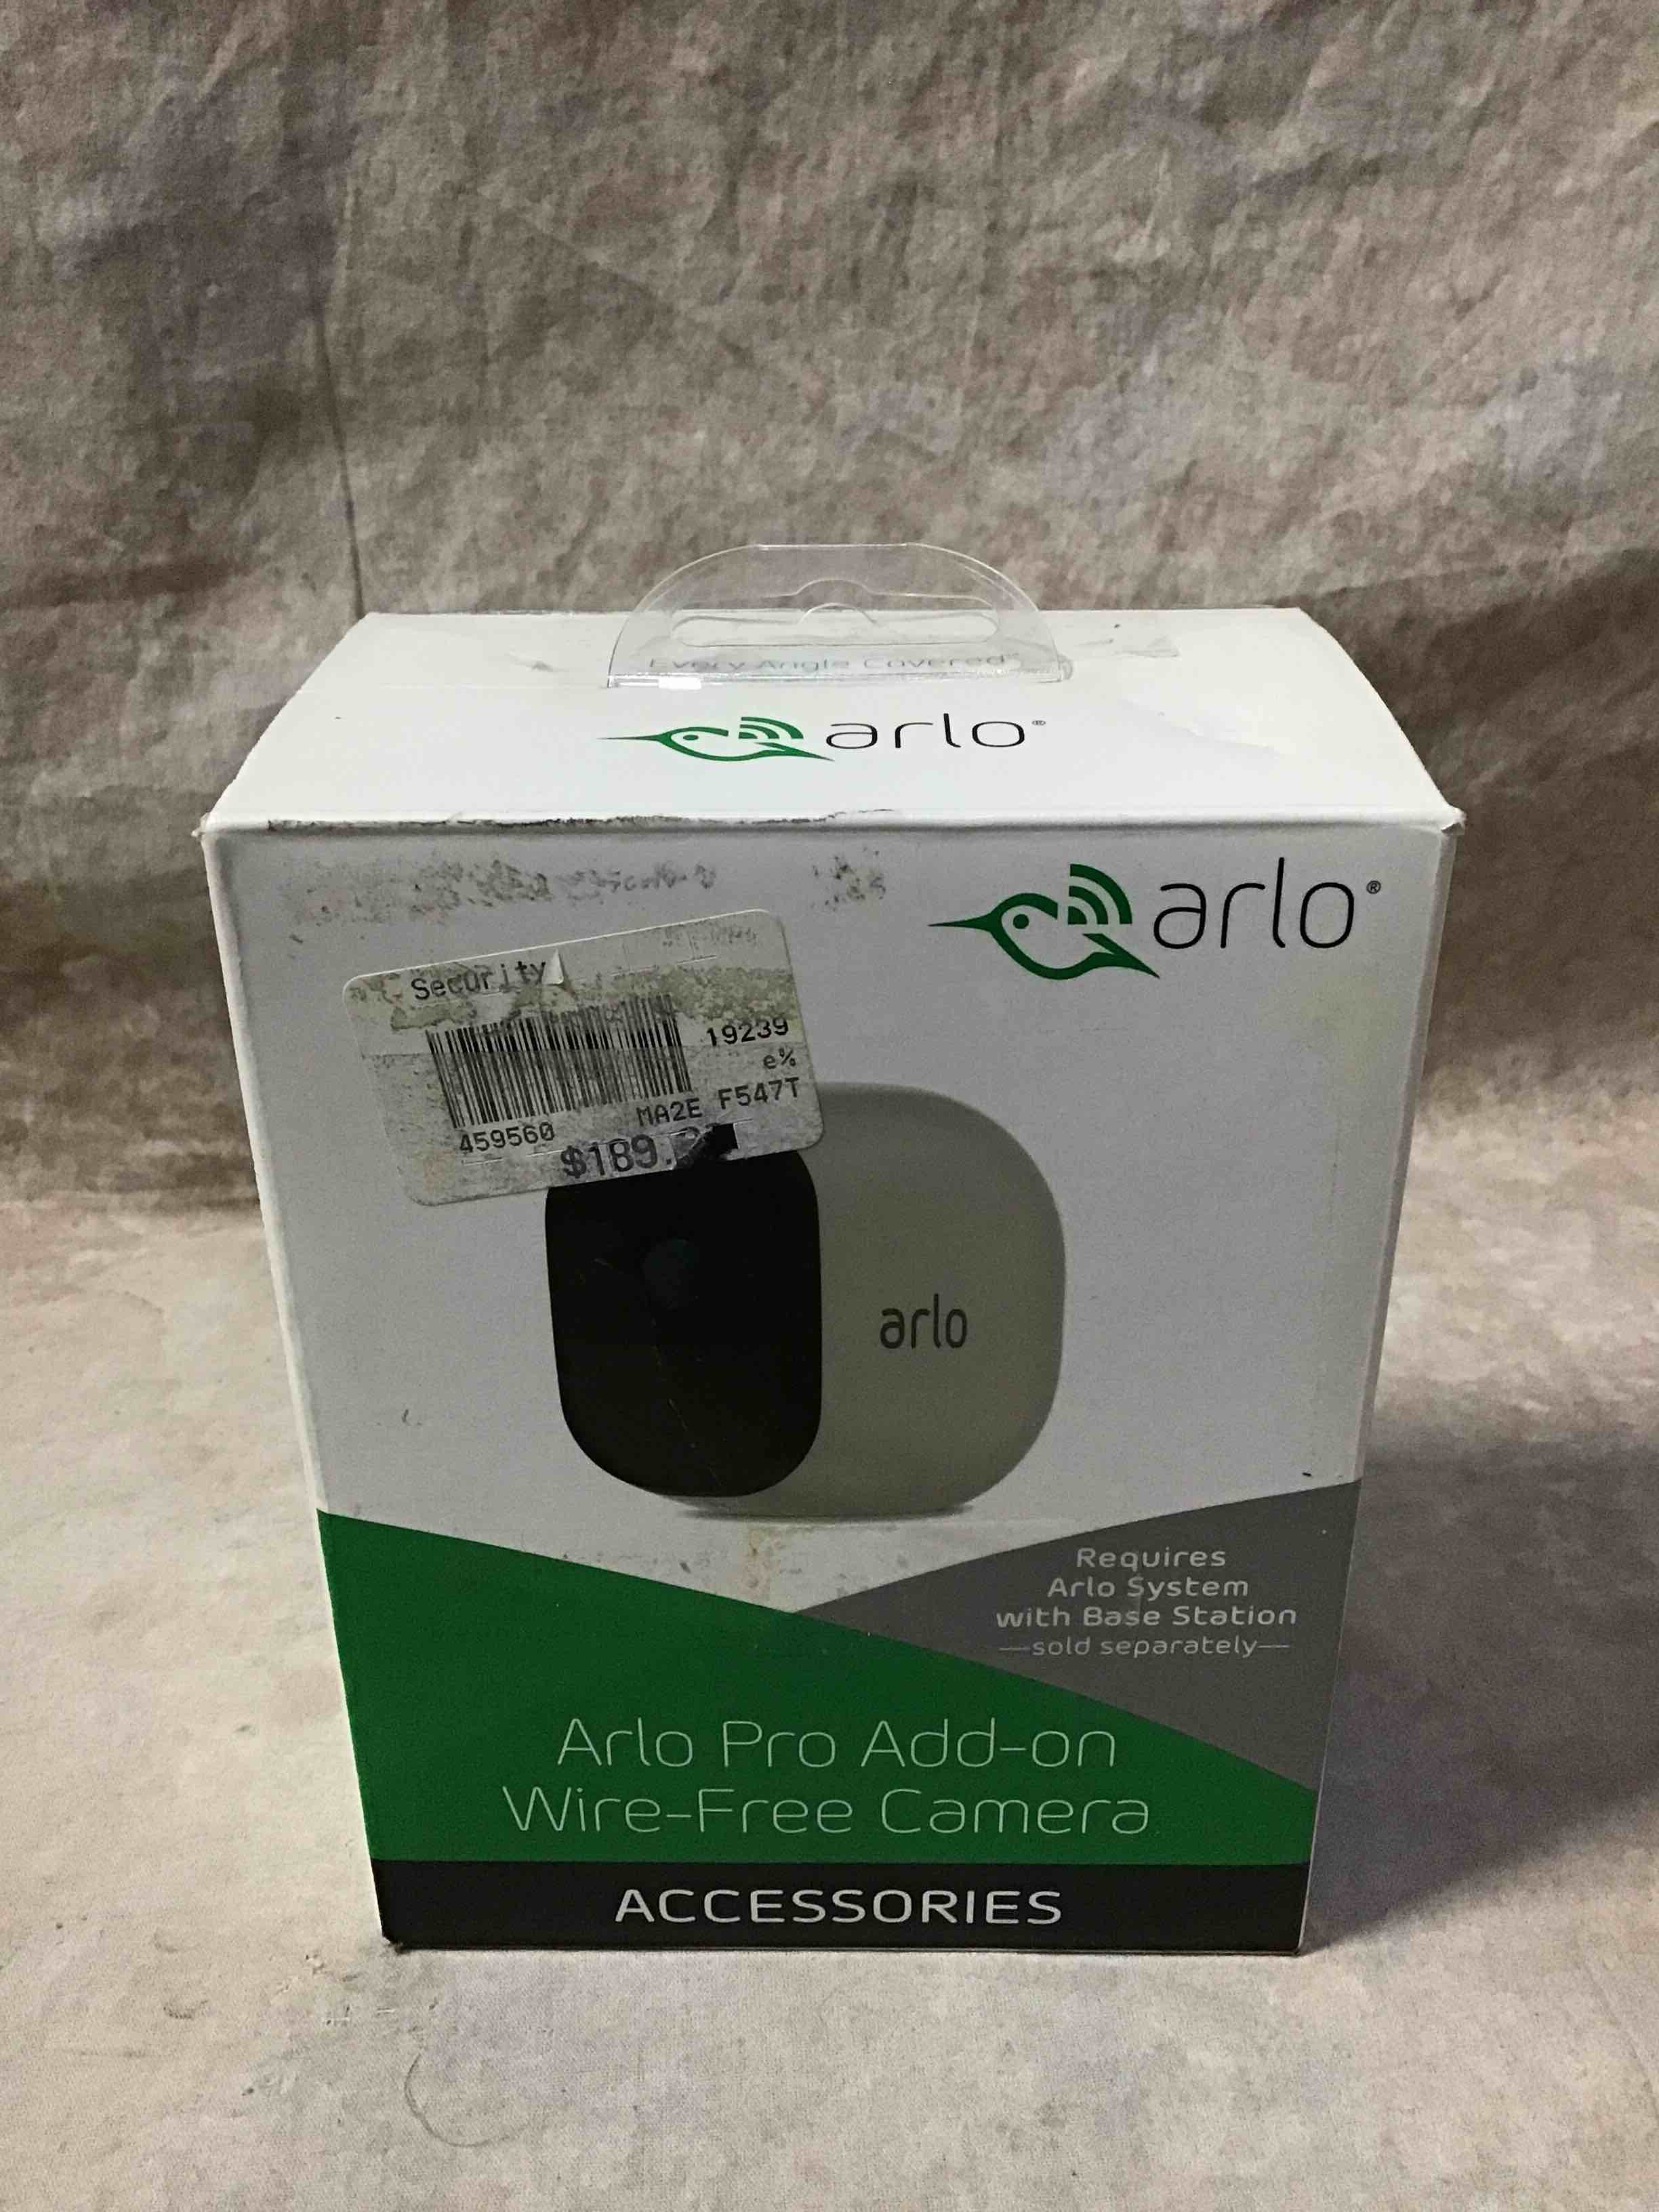 Every Angle Covered
arlo®
arlo®
Security
19239
e%
MA2E F547T
459560
$189.
arlo
Requires
Arlo System
with Base Station
—sold separately—
Arlo Pro Add-on
Wire-Free Camera
ACCESSORIES